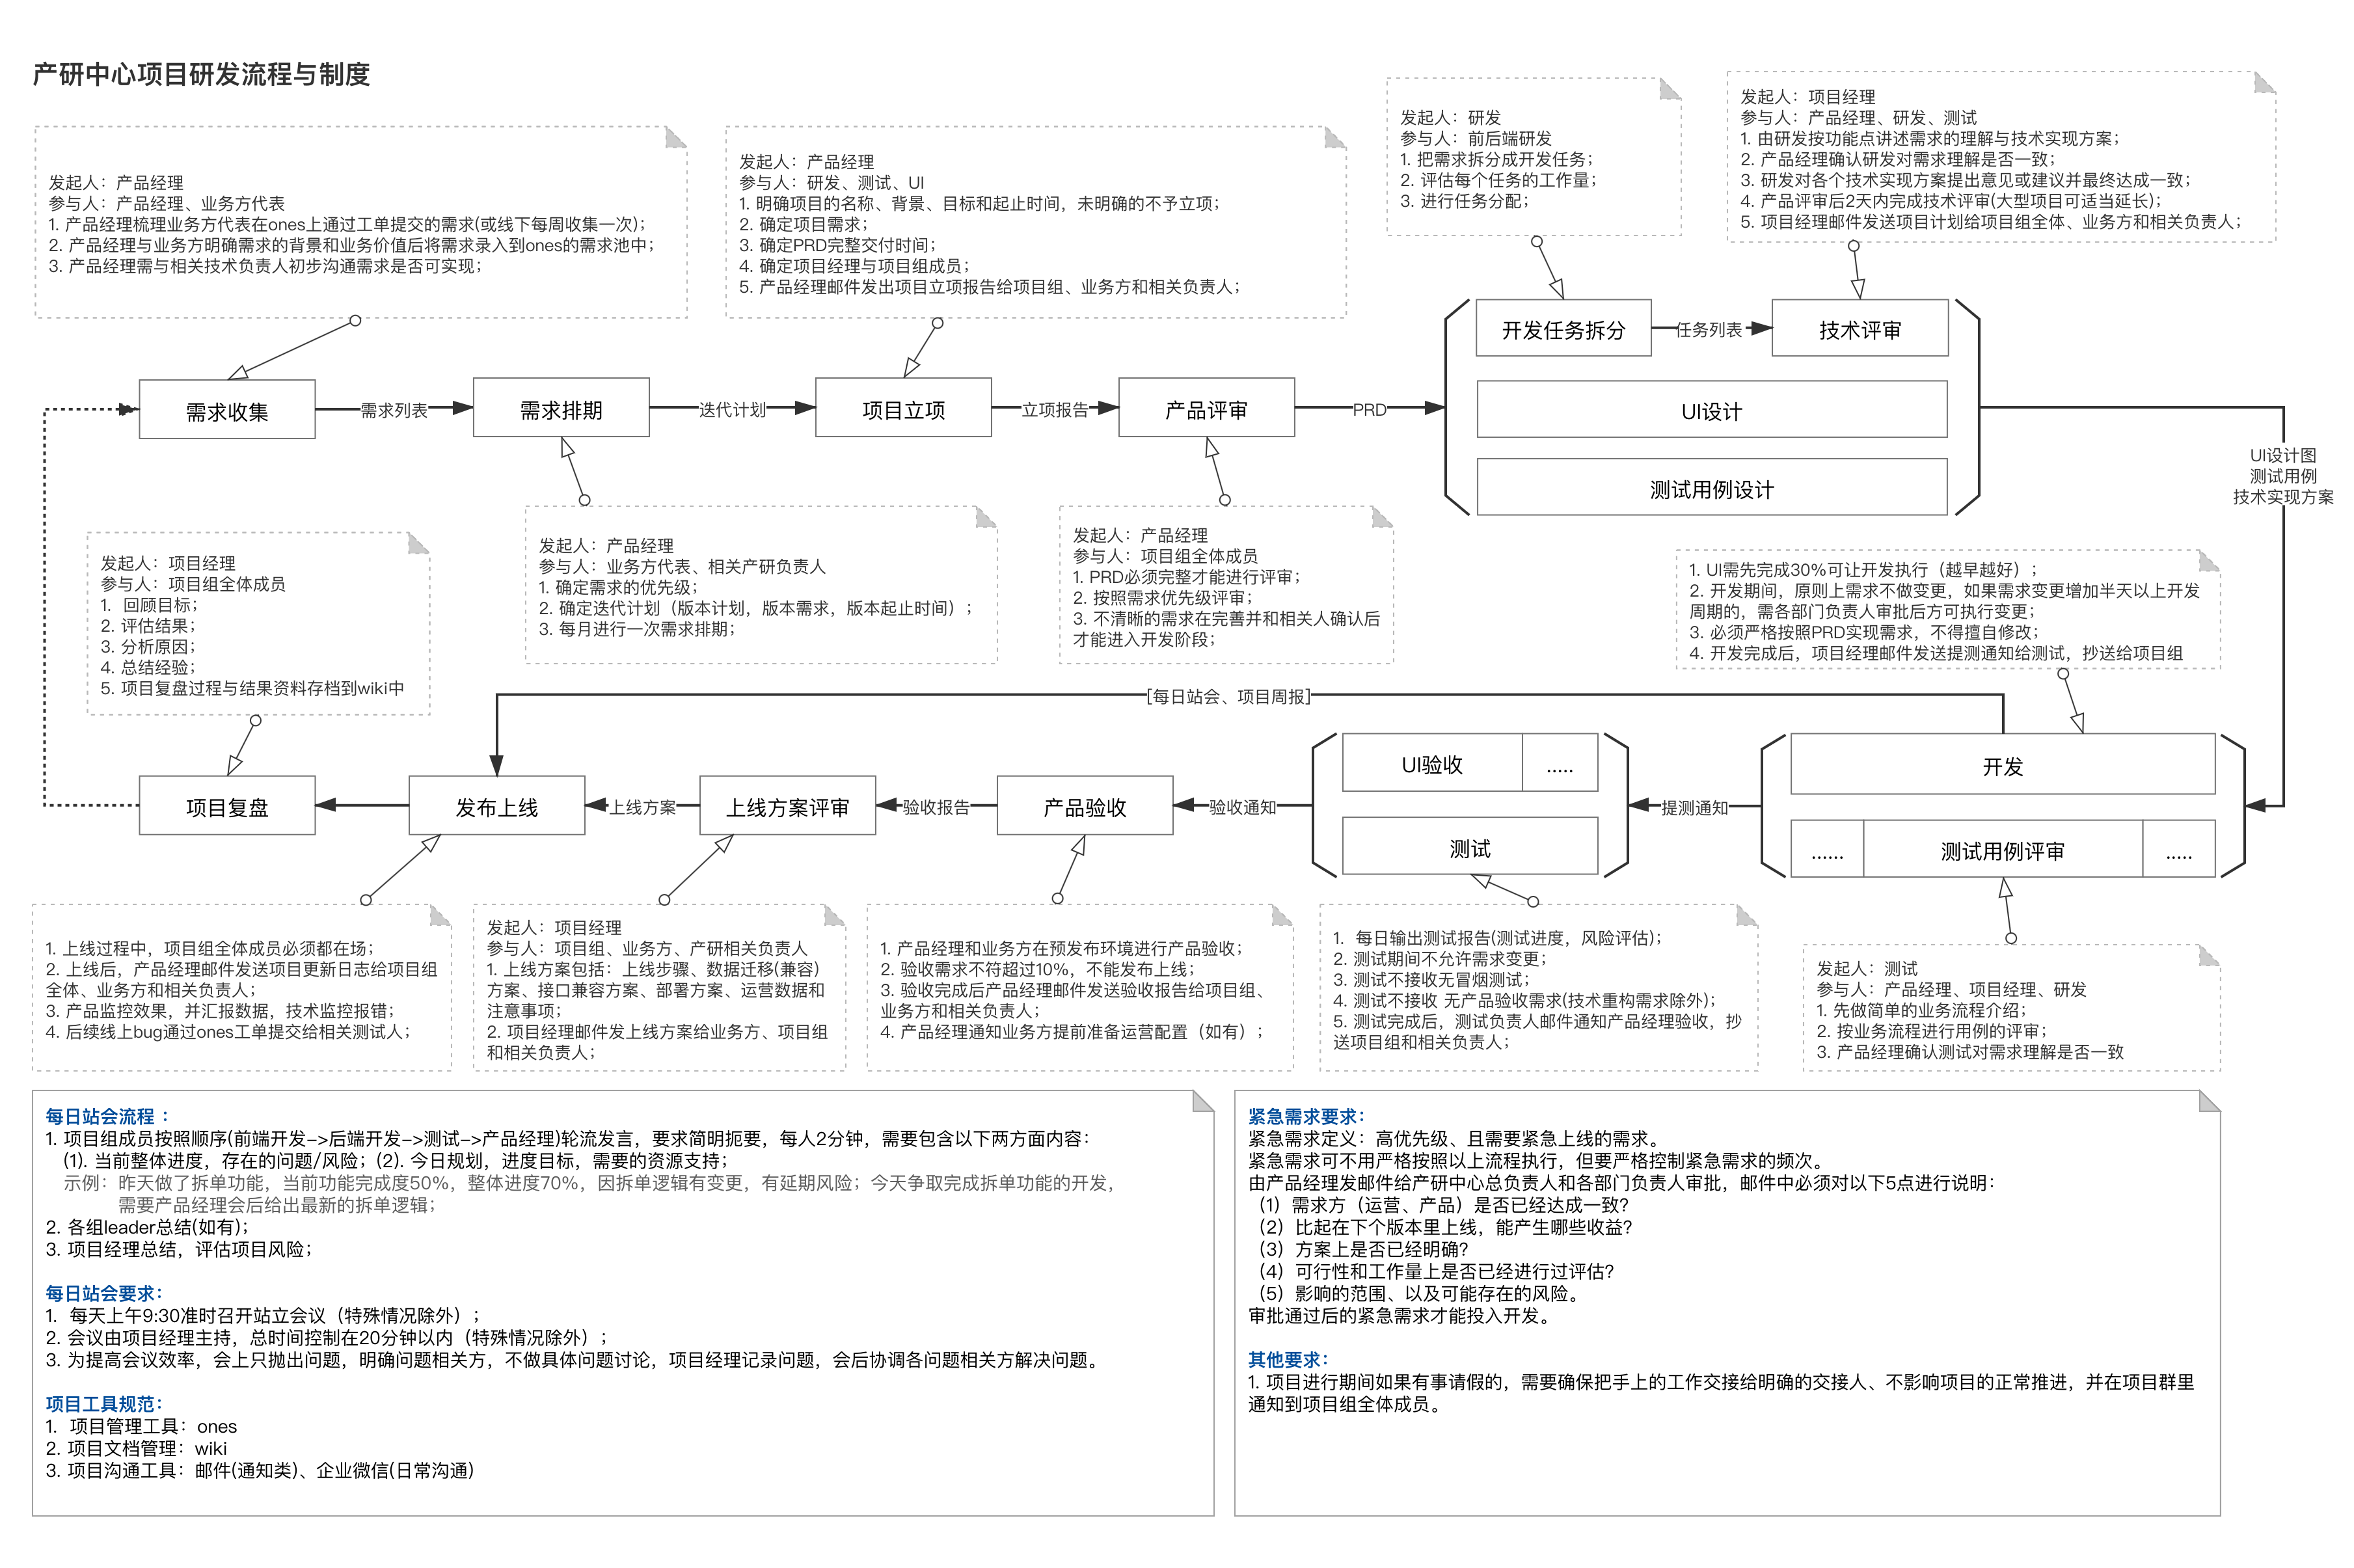 产研中心项目研发流程与制度
发起人：产品经理
参与人：产品经理、业务方代表
1. 产品经理梳理业务方代表在ones上通过工单提交的需求(或线下每周收集一次)；
2. 产品经理与业务方明确需求的背景和业务价值后将需求录入到ones的需求池中；
3. 产品经理需与相关技术负责人初步沟通需求是否可实现；
发起人：产品经理
参与人：研发、测试、UI
1. 明确项目的名称、背景、目标和起止时间，未明确的不予立项；
2. 确定项目需求；
3. 确定PRD完整交付时间；
4. 确定项目经理与项目组成员；
5. 产品经理邮件发出项目立项报告给项目组、业务方和相关负责人；
发起人：研发
参与人：前后端研发
1. 把需求拆分成开发任务；
2. 评估每个任务的工作量；
3. 进行任务分配；
发起人：项目经理
参与人：产品经理、研发、测试
1. 由研发按功能点讲述需求的理解与技术实现方案；
2. 产品经理确认研发对需求理解是否一致；
3. 研发对各个技术实现方案提出意见或建议并最终达成一致；
4. 产品评审后2天内完成技术评审(大型项目可适当延长)；
5. 项目经理邮件发送项目计划给项目组全体、业务方和相关负责人；
需求收集
需求列表
需求排期
迭代计划
项目立项
立项报告
产品评审
PRD
开发任务拆分
任务列表
技术评审
UI设计
测试用例设计
UI设计图
测试用例
技术实现方案
发起人：项目经理
参与人：项目组全体成员
1. 回顾目标；
2. 评估结果；
3. 分析原因；
4. 总结经验；
5. 项目复盘过程与结果资料存档到wiki中
发起人：产品经理
参与人：业务方代表、相关产研负责人
1. 确定需求的优先级；
2. 确定迭代计划（版本计划，版本需求，版本起止时间）；
3. 每月进行一次需求排期；
发起人：产品经理
参与人：项目组全体成员
1. PRD必须完整才能进行评审；
2. 按照需求优先级评审；
3. 不清晰的需求在完善并和相关人确认后
才能进入开发阶段；
1. UI需先完成30%可让开发执行（越早越好）；
2. 开发期间，原则上需求不做变更，如果需求变更增加半天以上开发
周期的，需各部门负责人审批后方可执行变更；
3. 必须严格按照PRD实现需求，不得擅自修改；
4. 开发完成后，项目经理邮件发送提测通知给测试，抄送给项目组
[每日站会、项目周报]
项目复盘
发布上线
上线方案
上线方案评审
验收报告
产品验收
验收通知
UI验收
.....
测试
提测通知
开发
......
测试用例评审
.....
1. 上线过程中，项目组全体成员必须都在场；
2. 上线后，产品经理邮件发送项目更新日志给项目组
全体、业务方和相关负责人；
3. 产品监控效果，并汇报数据，技术监控报错；
4. 后续线上bug通过ones工单提交给相关测试人；
发起人：项目经理
参与人：项目组、业务方、产研相关负责人
1. 上线方案包括：上线步骤、数据迁移(兼容)
方案、接口兼容方案、部署方案、运营数据和
注意事项；
2. 项目经理邮件发上线方案给业务方、项目组
和相关负责人；
1. 产品经理和业务方在预发布环境进行产品验收；
2. 验收需求不符超过10%，不能发布上线；
3. 验收完成后产品经理邮件发送验收报告给项目组、
业务方和相关负责人；
4. 产品经理通知业务方提前准备运营配置（如有）；
1. 每日输出测试报告(测试进度，风险评估)；
2. 测试期间不允许需求变更；
3. 测试不接收无冒烟测试；
4. 测试不接收 无产品验收需求(技术重构需求除外)；
5. 测试完成后，测试负责人邮件通知产品经理验收，抄
送项目组和相关负责人；
发起人：测试
参与人：产品经理、项目经理、研发
1. 先做简单的业务流程介绍；
2. 按业务流程进行用例的评审；
3. 产品经理确认测试对需求理解是否一致
每日站会流程 ：
1. 项目组成员按照顺序(前端开发–>后端开发–>测试–>产品经理)轮流发言，要求简明扼要，每人2分钟，需要包含以下两方面内容：
(1). 当前整体进度，存在的问题/风险；(2). 今日规划，进度目标，需要的资源支持；
示例：昨天做了拆单功能，当前功能完成度50%，整体进度70%，因拆单逻辑有变更，有延期风险；今天争取完成拆单功能的开发，
需要产品经理会后给出最新的拆单逻辑；
2. 各组leader总结(如有)；
3. 项目经理总结，评估项目风险；
每日站会要求：
1. 每天上午9:30准时召开站立会议（特殊情况除外）；
2. 会议由项目经理主持，总时间控制在20分钟以内（特殊情况除外）；
3. 为提高会议效率，会上只抛出问题，明确问题相关方，不做具体问题讨论，项目经理记录问题，会后协调各问题相关方解决问题。
项目工具规范：
1. 项目管理工具：ones
2. 项目文档管理：wiki
3. 项目沟通工具：邮件(通知类)、企业微信(日常沟通)
紧急需求要求：
紧急需求定义：高优先级、且需要紧急上线的需求。
紧急需求可不用严格按照以上流程执行，但要严格控制紧急需求的频次。
由产品经理发邮件给产研中心总负责人和各部门负责人审批，邮件中必须对以下5点进行说明：
（1）需求方（运营、产品）是否已经达成一致？
（2）比起在下个版本里上线，能产生哪些收益？
（3）方案上是否已经明确？
（4）可行性和工作量上是否已经进行过评估？
（5）影响的范围、以及可能存在的风险。
审批通过后的紧急需求才能投入开发。
其他要求：
1. 项目进行期间如果有事请假的，需要确保把手上的工作交接给明确的交接人、不影响项目的正常推进，并在项目群里
通知到项目组全体成员。